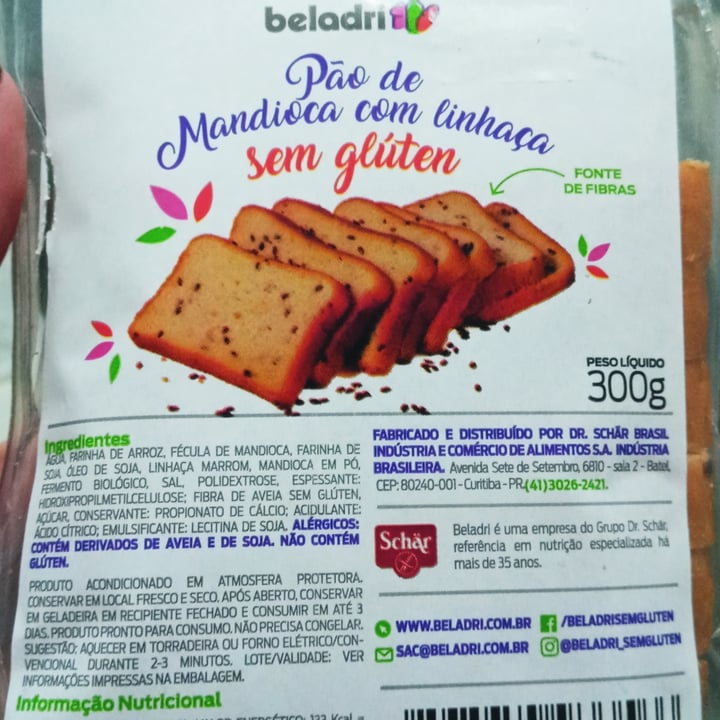 beladri
Pão de
Mandioca com linhaça
sem glúten
FONTE
DE FIBRAS
PESO LÍQUIDO
300g
Ingredientes
ÁGUA, FARINHA DE ARROZ, FÉCULA DE MANDIOCA, FARINHA DE
SOJA, ÓLEO DE SOJA, LINHAÇA MARROM, MANDIOCA EM PÓ,
FERMENTO BIOLÓGICO, SAL, POLIDEXTROSE, ESPESSANTE:
HIDROXIPROPILMETILCELULOSE; FIBRA DE AVEIA SEM GLÚTEN,
AÇÚCAR, CONSERVANTE: PROPIONATO DE CÁLCIO; ACIDULANTE:
ÁCIDO CÍTRICO; EMULSIFICANTE: LECITINA DE SOJA. ALÉRGICOS:
CONTÉM DERIVADOS DE AVEIA E DE SOJA. NÃO CONTÉM
GLÚTEN.
PRODUTO ACONDICIONADO EM ATMOSFERA PROTETORA.
CONSERVAR EM LOCAL FRESCO E SECO. APÓS ABERTO, CONSERVAR
EM GELADEIRA EM RECIPIENTE FECHADO E CONSUMIR EM ATÉ 3
DIAS. PRODUTO PRONTO PARA CONSUMO. NÃO PRECISA CONGELAR.
SUGESTÃO: AQUECER EM TORRADEIRA OU FORNO ELÉTRICO/CON-
VENCIONAL DURANTE 2-3 MINUTOS. LOTE/VALIDADE: VER
INFORMAÇÕES IMPRESSAS NA EMBALAGEM.
Informação Nutricional
FABRICADO E DISTRIBUÍDO POR DR. SCHÄR BRASIL
INDÚSTRIA E COMÉRCIO DE ALIMENTOS S.A. INDÚSTRIA
BRASILEIRA. Avenida Sete de Setembro, 6810 - sala 2 - Batel,
CEP: 80240-001 - Curitiba - PR.(41)3026-2421.
Schär
Beladri é uma empresa do Grupo Dr. Schär,
referência em nutrição especializada há
mais de 35 anos.
WWW.BELADRI.COM.BR
/BELADRISEMGLUTEN
SAC@BELADRI.COM.BR
@BELADRI_SEMGLUTEN